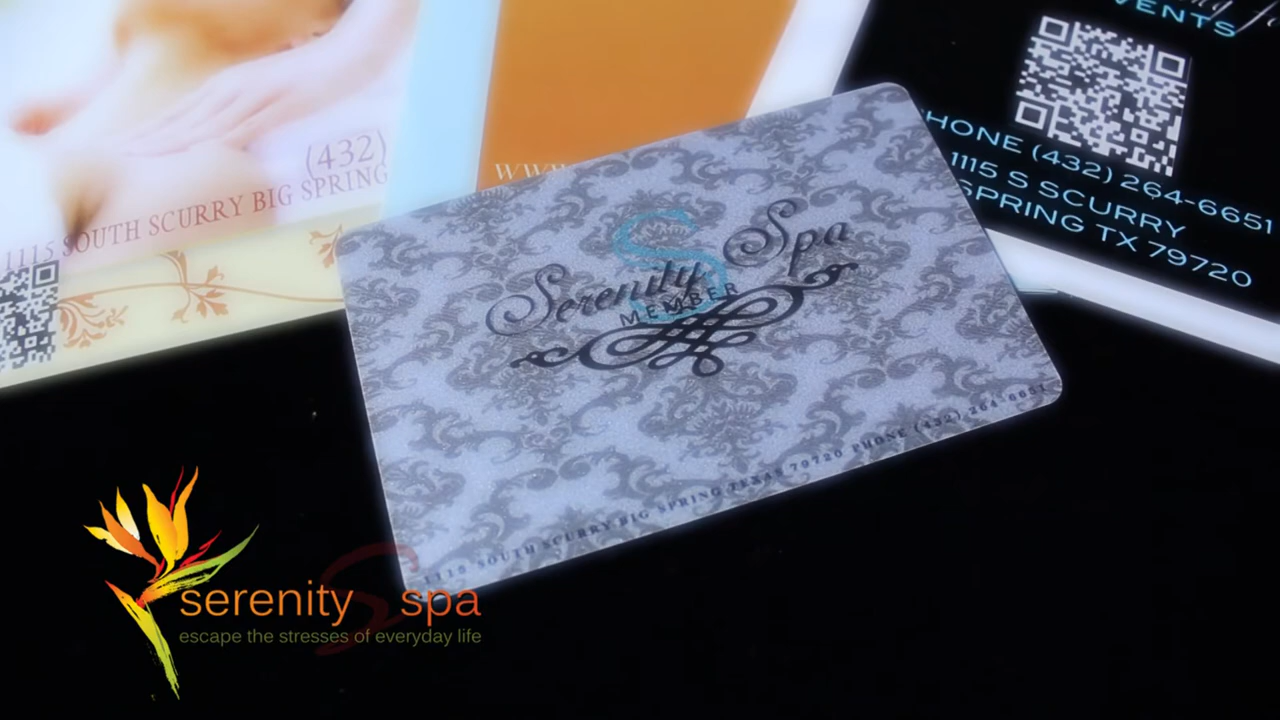 (432)
1115 SOUTH SCURRY BIG SPRING
WWW
VENTS
PHONE (432) 264-6651
1115 S SCURRY
SPRING TX 79720
S
Serenity Spa
MEMBER
1115 SOUTH SCURRY BIG SPRING TEXAS 79720 PHONE (432) 264-6651
S
serenity spa
escape the stresses of everyday life